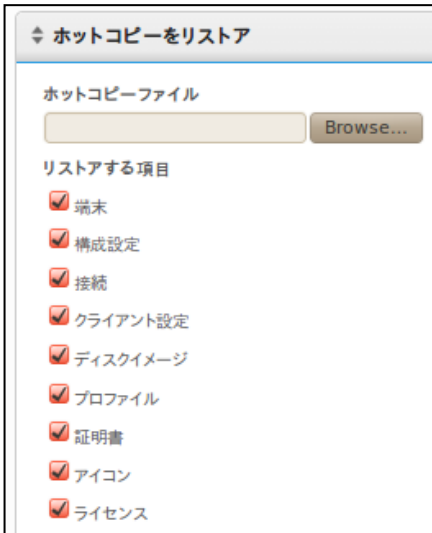 ホットコピーをリストア
ホットコピーファイル
Browse...
リストアする項目
端末
構成設定
接続
クライアント設定
ディスクイメージ
プロファイル
証明書
アイコン
ライセンス